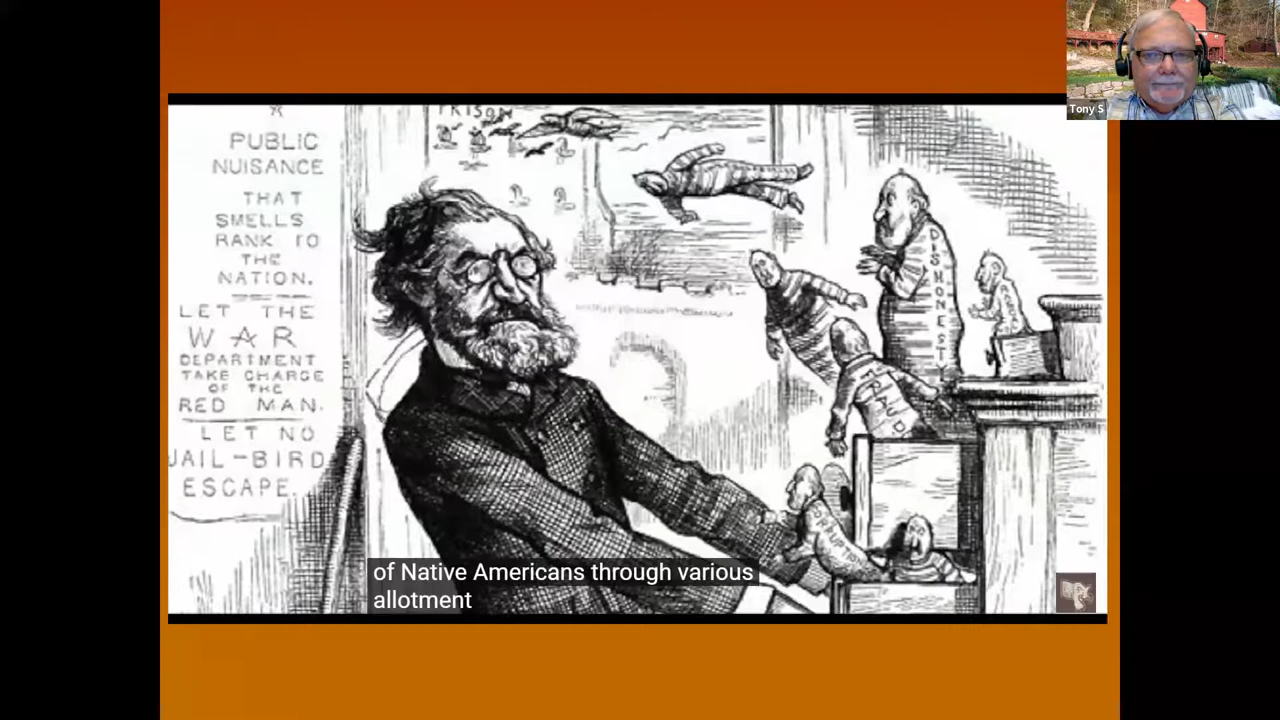 PUBLIC
NUISANCE
THAT
SMELLS
RANK TO
THE
NATION.
LET THE
WAR
DEPARTMENT
TAKE CHARGE
OF THE
RED MAN.
LET NO
JAIL-BIRD
ESCAPE.
PRISON
DISHONESTY
FRAUD
of Native Americans through various
allotment
Tony S